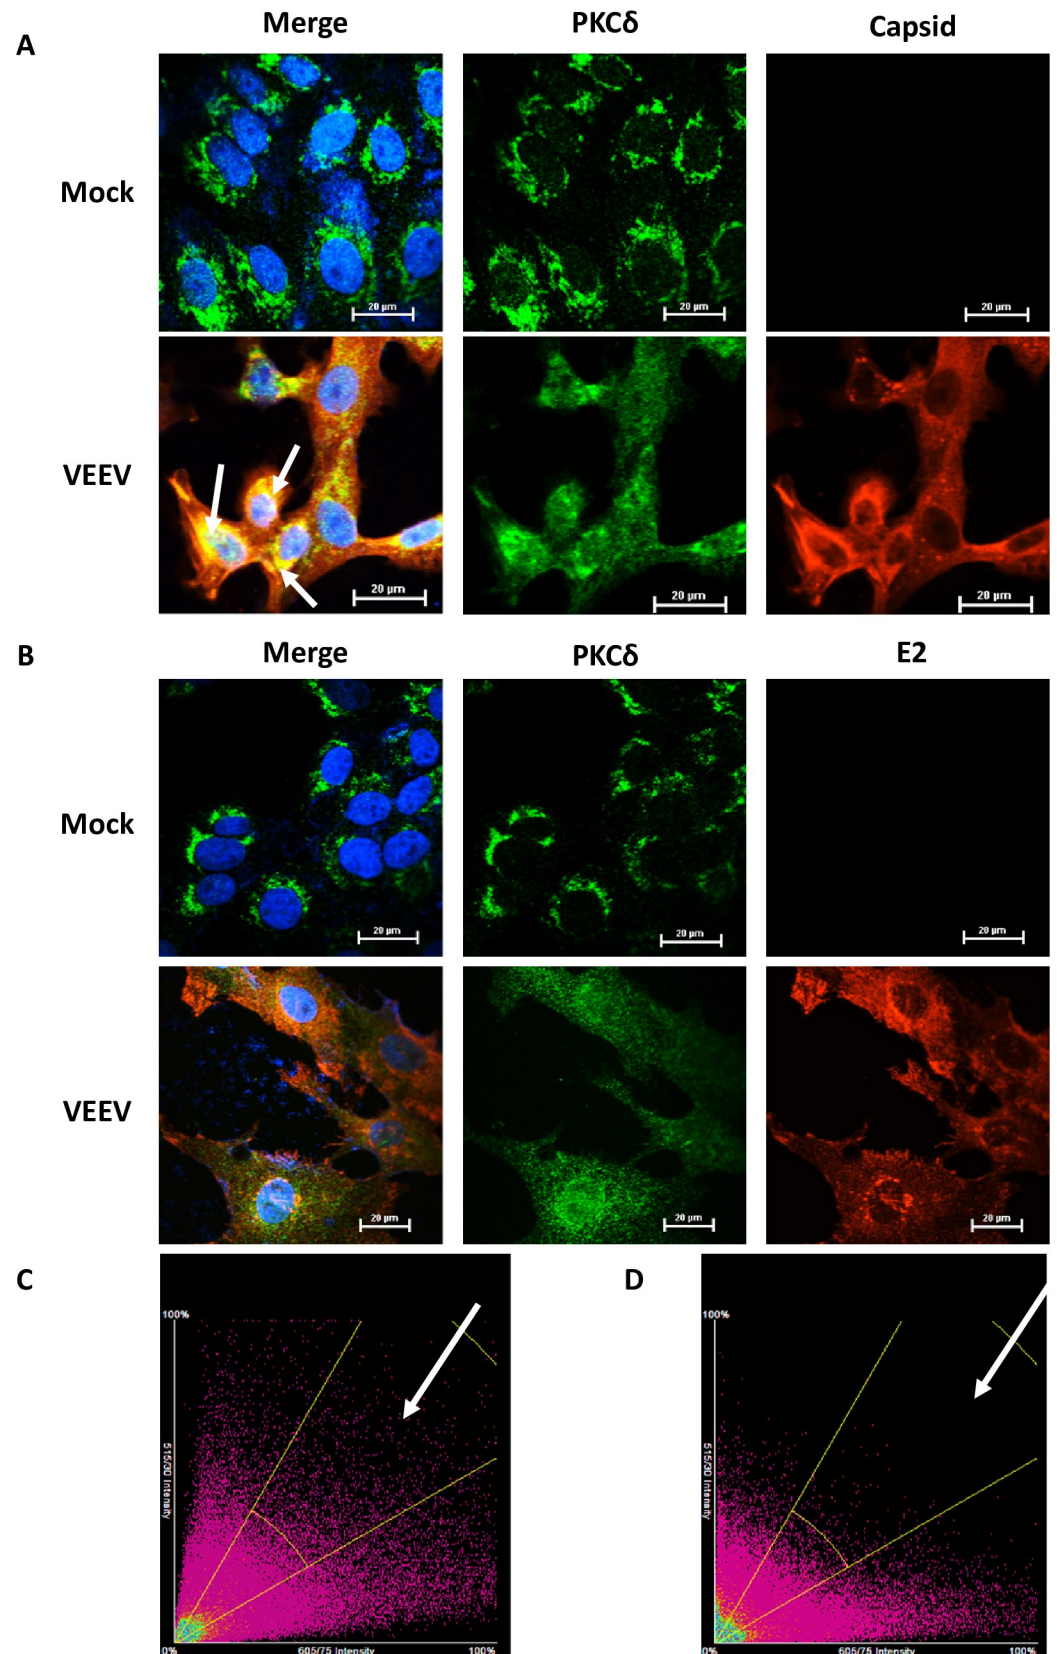 A
Merge
PKCδ
Capsid
Mock
20 µm
20 µm
20 µm
VEEV
20 µm
20 µm
20 µm
B
Merge
PKCδ
E2
Mock
20 µm
20 µm
20 µm
VEEV
20 µm
20 µm
20 µm
C
100%
515/30 Intensity
0%
605/75 Intensity
100%
D
100%
515/30 Intensity
0%
605/75 Intensity
100%